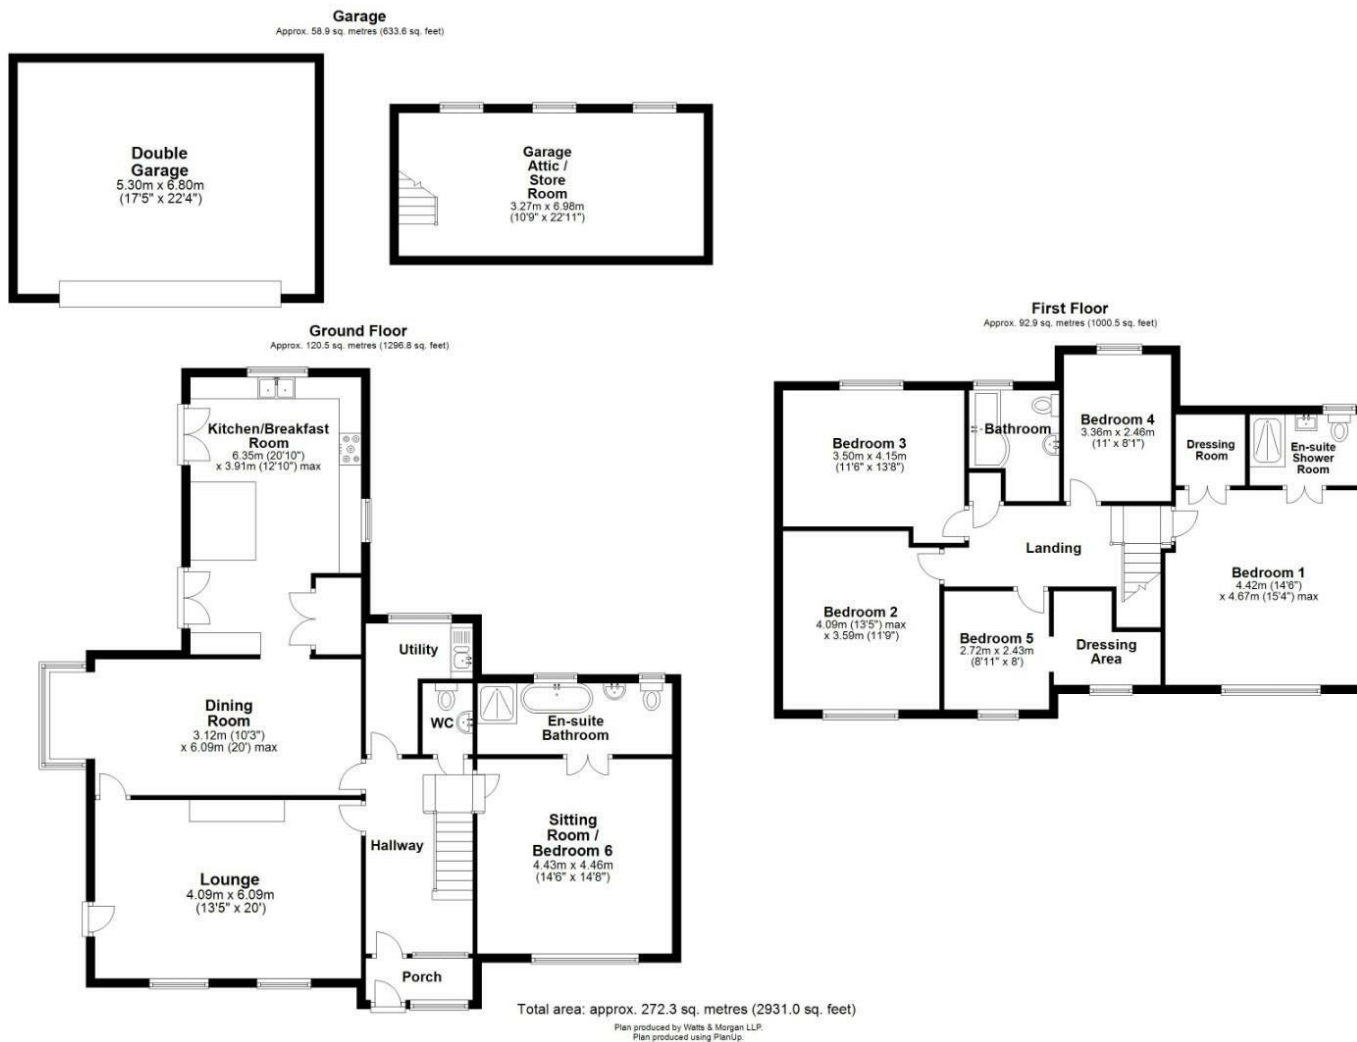 Garage
Approx. 58.9 sq. metres (633.6 sq. feet)
Double
Garage
5.30m x 6.80m
(17'5" x 22'4")
Garage
Attic /
Store
Room
3.27m x 6.98m
(10'9" x 22'11")
Ground Floor
Approx. 120.5 sq. metres (1296.8 sq. feet)
Kitchen/Breakfast
Room
6.35m (20'10")
x 3.91m (12'10") max
Utility
WC
En-suite
Bathroom
Dining
Room
3.12m (10'3")
x 6.09m (20') max
Hallway
Sitting
Room /
Bedroom 6
4.43m x 4.46m
(14'6" x 14'8")
Lounge
4.09m x 6.09m
(13'5" x 20')
Porch
First Floor
Approx. 92.9 sq. metres (1000.5 sq. feet)
Bedroom 3
3.50m x 4.15m
(11'6" x 13'8")
Bathroom
Bedroom 4
3.36m x 2.46m
(11' x 8'1")
Dressing
Room
En-suite
Shower
Room
Landing
Bedroom 1
4.42m (14'6")
x 4.67m (15'4") max
Bedroom 2
4.09m (13'5") max
x 3.59m (11'9")
Bedroom 5
2.72m x 2.43m
(8'11" x 8')
Dressing
Area
Total area: approx. 272.3 sq. metres (2931.0 sq. feet)
Plan produced by Watts & Morgan LLP.
Plan produced using PlanUp.